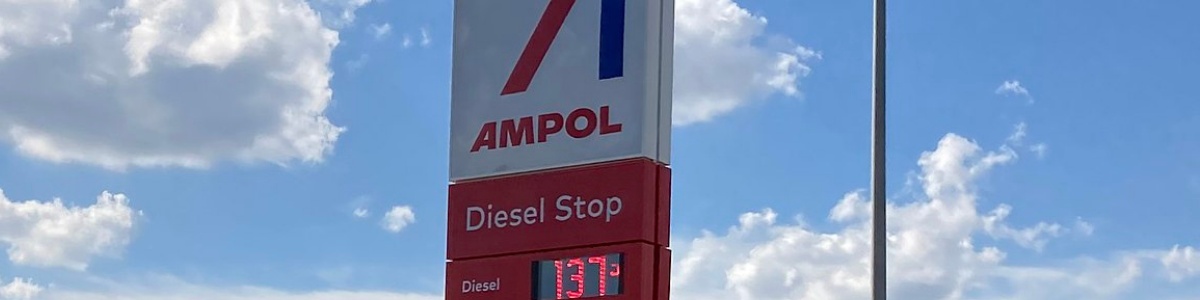 AMPOL
Diesel Stop
Diesel 137